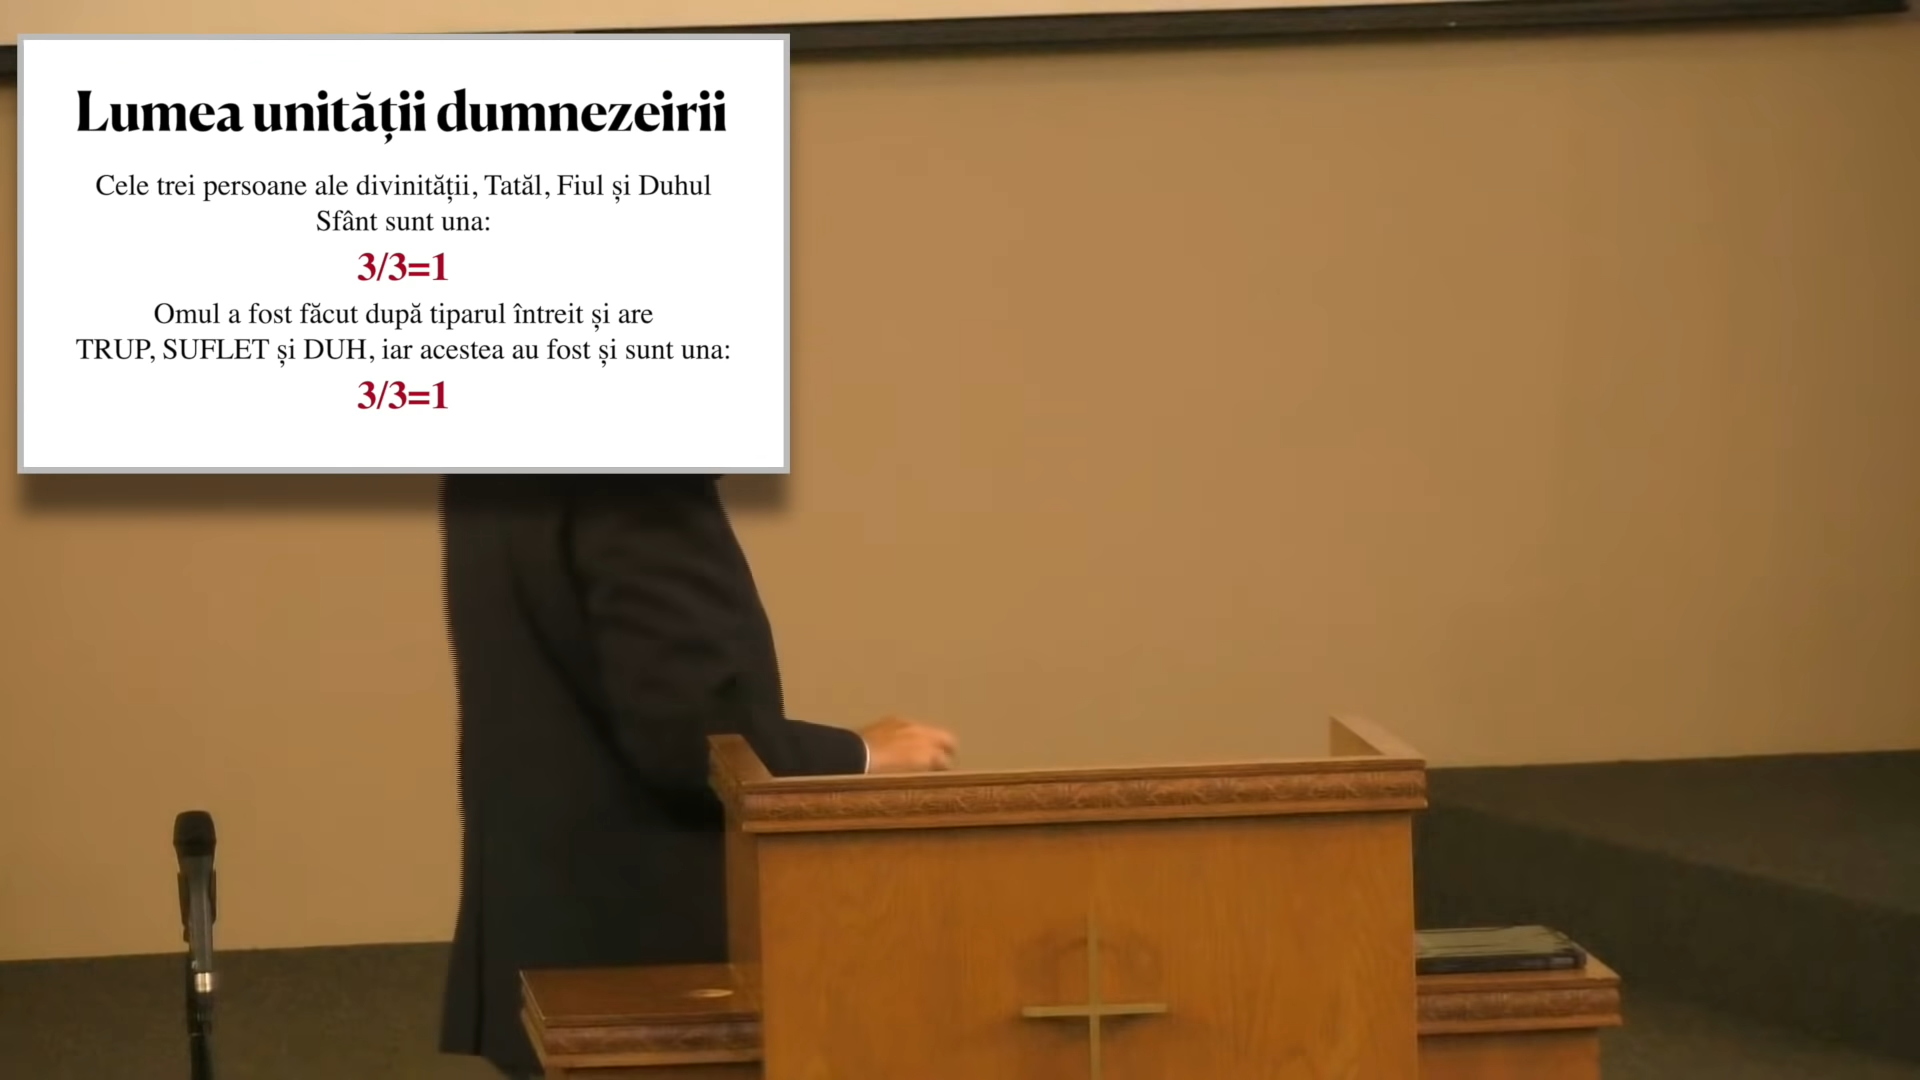 Lumea unității dumnezeirii
Cele trei persoane ale divinității, Tatăl, Fiul și Duhul
Sfânt sunt una:
3/3=1
Omul a fost făcut după tiparul întreit și are
TRUP, SUFLET și DUH, iar acestea au fost și sunt una:
3/3=1